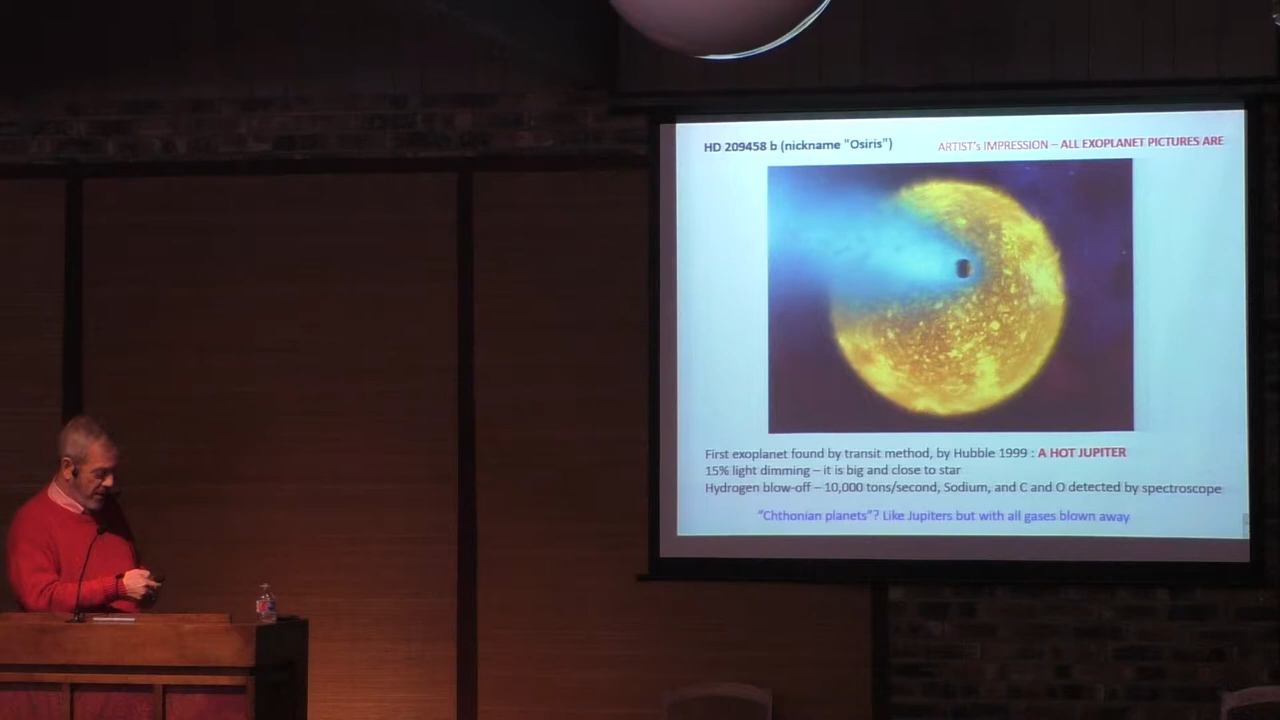 HD 209458 b (nickname "Osiris")
ARTIST's IMPRESSION – ALL EXOPLANET PICTURES ARE
First exoplanet found by transit method, by Hubble 1999 : A HOT JUPITER
15% light dimming – it is big and close to star
Hydrogen blow-off – 10,000 tons/second, Sodium, and C and O detected by spectroscope
"Chthonian planets"? Like Jupiters but with all gases blown away